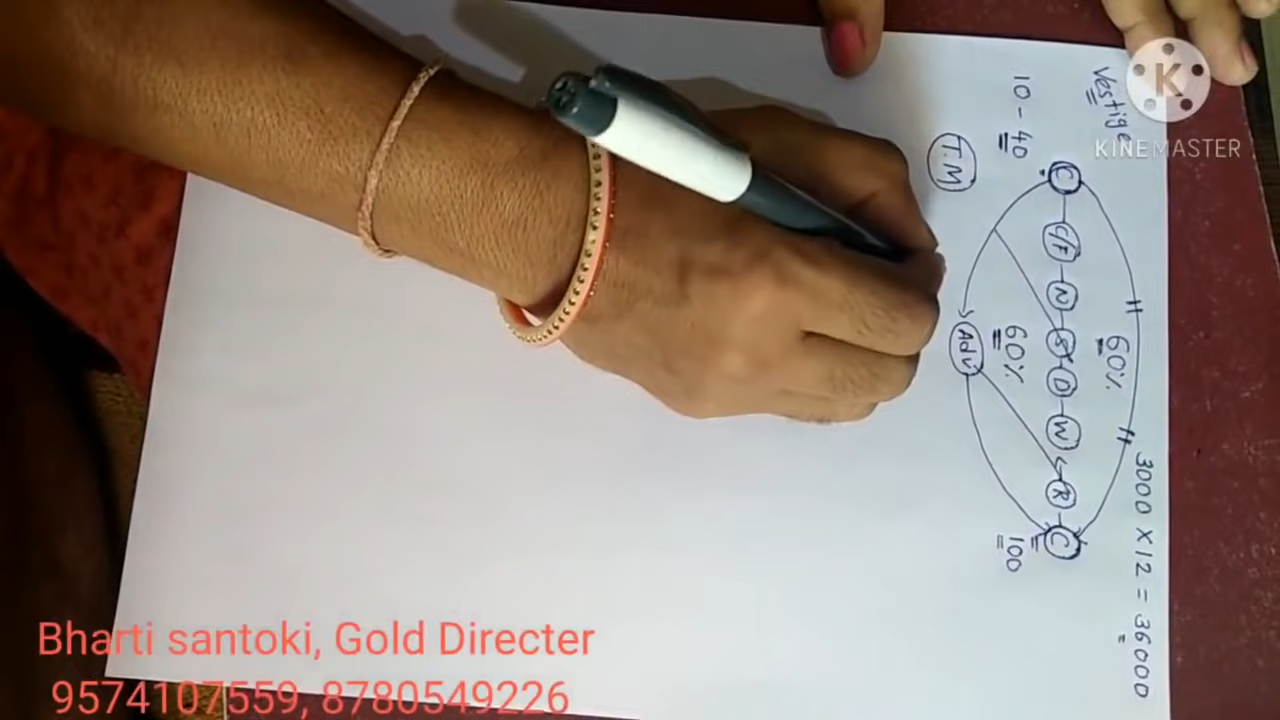 Vestige
3000 X 12 = 36000
60%
C C/F N S D W R C
10 - 40
60%
100
T.M
Adv.
K
KINEMASTER
Bharti santoki, Gold Directer
9574107559, 8780549226